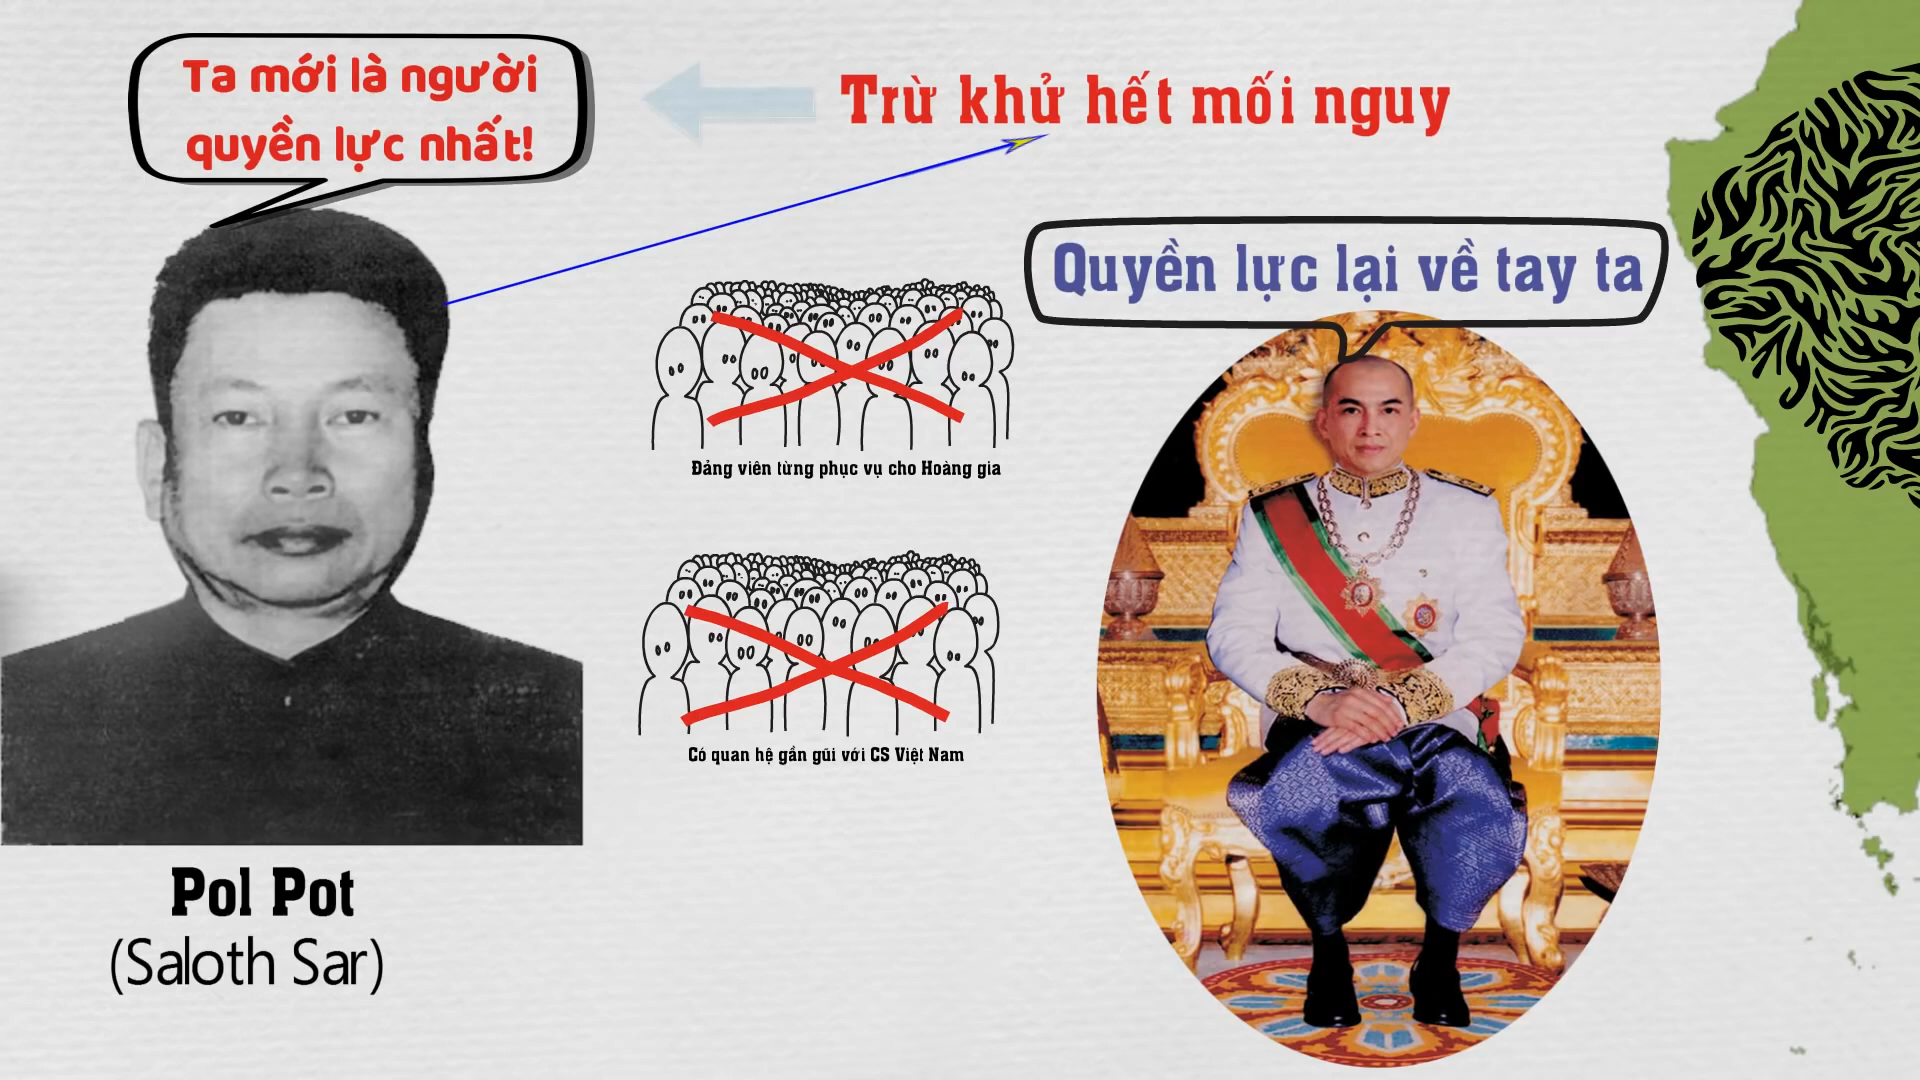 Ta mới là người
quyền lực nhất!
Trừ khử hết mối nguy
Quyền lực lại về tay ta
Đảng viên từng phục vụ cho Hoàng gia
Có quan hệ gần gũi với CS Việt Nam
Pol Pot
(Saloth Sar)